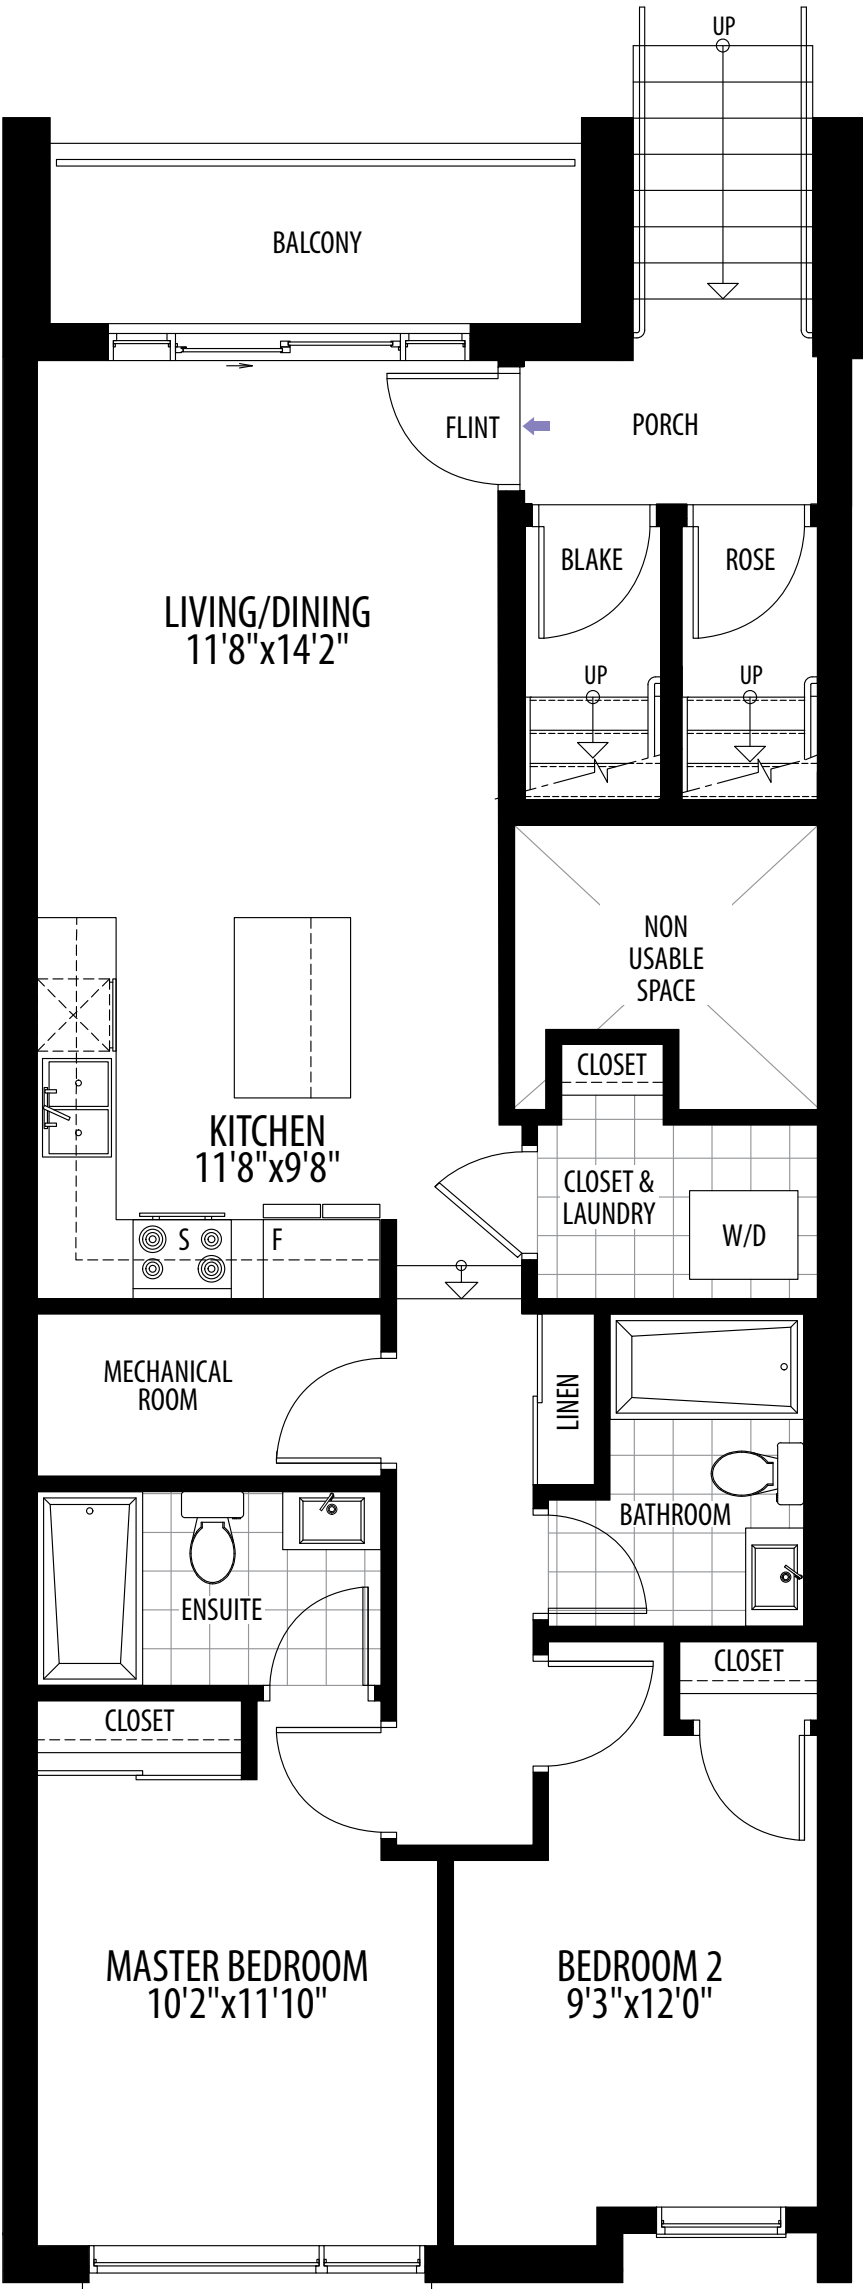 UP
BALCONY
FLINT
PORCH
BLAKE
ROSE
LIVING/DINING
11'8"x14'2"
UP
UP
NON
USABLE
SPACE
CLOSET
KITCHEN
11'8"x9'8"
CLOSET &
LAUNDRY
W/D
S
F
MECHANICAL
ROOM
LINEN
BATHROOM
ENSUITE
CLOSET
CLOSET
MASTER BEDROOM
10'2"x11'10"
BEDROOM 2
9'3"x12'0"